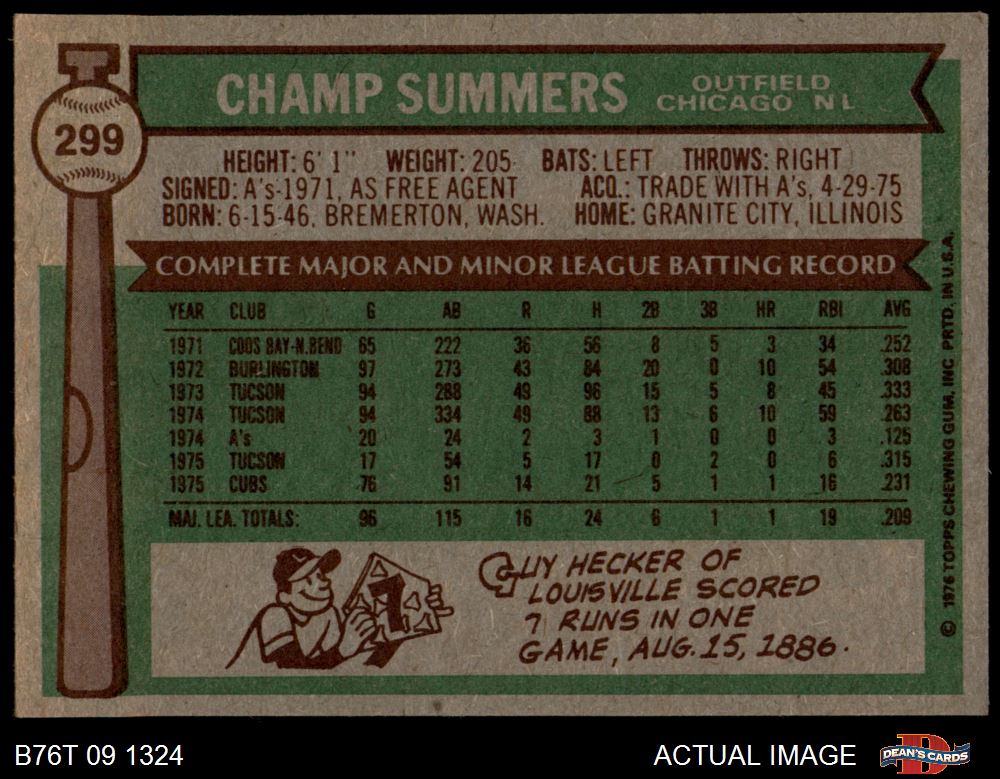 CHAMP SUMMERS
OUTFIELD
CHICAGO NL
299
HEIGHT: 6' 1" WEIGHT: 205 BATS: LEFT THROWS: RIGHT
SIGNED: A's-1971, AS FREE AGENT ACQ.: TRADE WITH A's, 4-29-75
BORN: 6-15-46, BREMERTON, WASH. HOME: GRANITE CITY, ILLINOIS
COMPLETE MAJOR AND MINOR LEAGUE BATTING RECORD
YEAR CLUB G AB R H 2B 3B HR RBI AVG
1971 COOS BAY-N.BEND 65 222 36 56 8 5 3 34 .252
1972 BURLINGTON 97 273 43 84 20 0 10 54 .308
1973 TUCSON 94 288 49 96 15 5 8 45 .333
1974 TUCSON 94 334 49 88 13 6 10 59 .263
1974 A's 20 24 2 3 1 0 0 3 .125
1975 TUCSON 17 54 5 17 0 2 0 6 .315
1975 CUBS 76 91 14 21 5 1 1 16 .231
MAJ. LEA. TOTALS: 96 115 16 24 6 1 1 19 .209
7
GUY HECKER OF
LOUISVILLE SCORED
7 RUNS IN ONE
GAME, AUG. 15, 1886.
© 1976 TOPPS CHEWING GUM, INC PRTD. IN U.S.A.
B76T 09 1324
ACTUAL IMAGE
DEAN'S CARDS